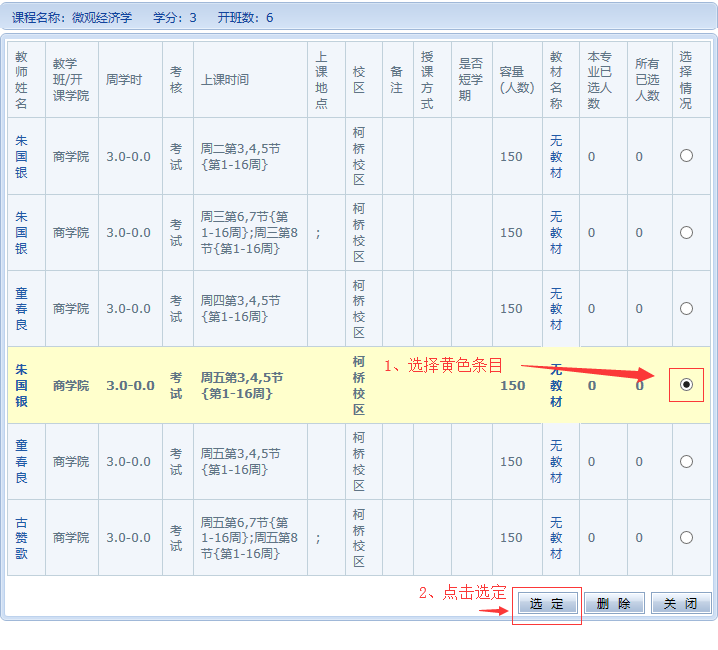 课程名称: 微观经济学 学分: 3 开班数: 6
教师姓名 教学班/开课学院 周学时 考核 上课时间 上课地点 校区 备注 授课方式 是否短学期 容量(人数) 教材名称 本专业已选人数 所有已选人数 选择情况
朱国银 商学院 3.0-0.0 考试 周二第3,4,5节{第1-16周} 柯桥校区 150 无教材 0 0
朱国银 商学院 3.0-0.0 考试 周三第6,7节{第1-16周};周三第8节{第1-16周} ; 柯桥校区 150 无教材 0 0
童春良 商学院 3.0-0.0 考试 周四第3,4,5节{第1-16周} 柯桥校区 150 无教材 0 0
1、选择黄色条目
朱国银 商学院 3.0-0.0 考试 周五第3,4,5节{第1-16周} 柯桥校区 150 无教材 0 0
童春良 商学院 3.0-0.0 考试 周五第3,4,5节{第1-16周} 柯桥校区 150 无教材 0 0
古赞歌 商学院 3.0-0.0 考试 周五第6,7节{第1-16周};周五第8节{第1-16周} ; 柯桥校区 150 无教材 0 0
2、点击选定
选 定 删 除 关 闭